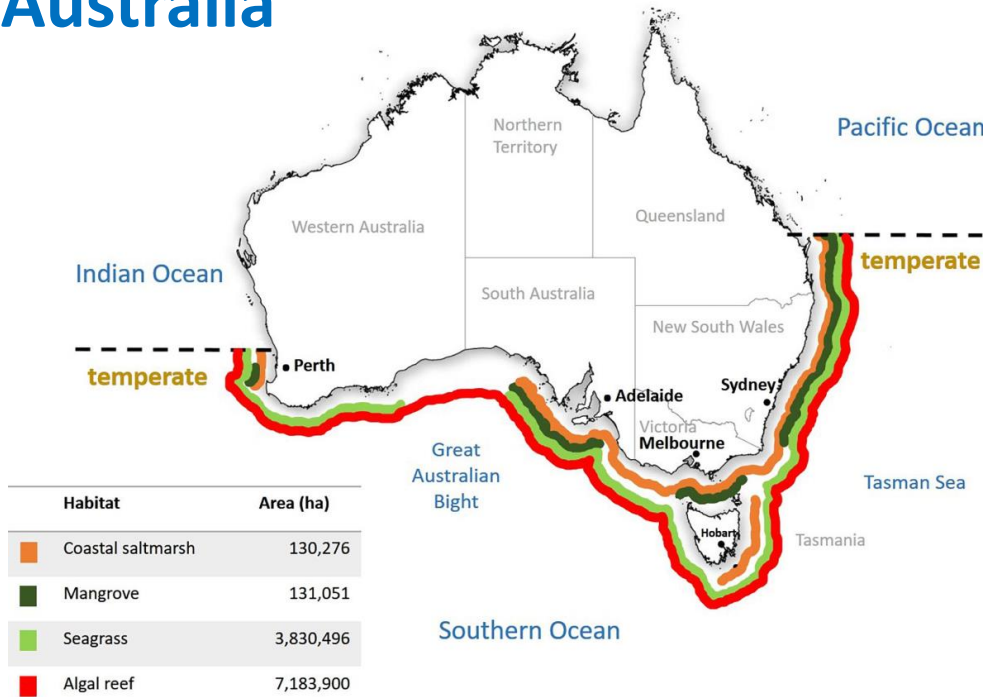 Australia
Northern
Territory
Pacific Ocean
Western Australia
Queensland
Indian Ocean
temperate
South Australia
New South Wales
temperate
Perth
Adelaide
Sydney
Victoria
Melbourne
Great
Australian
Bight
Tasman Sea
Hobart
Tasmania
Southern Ocean
Habitat Area (ha)
Coastal saltmarsh 130,276
Mangrove 131,051
Seagrass 3,830,496
Algal reef 7,183,900